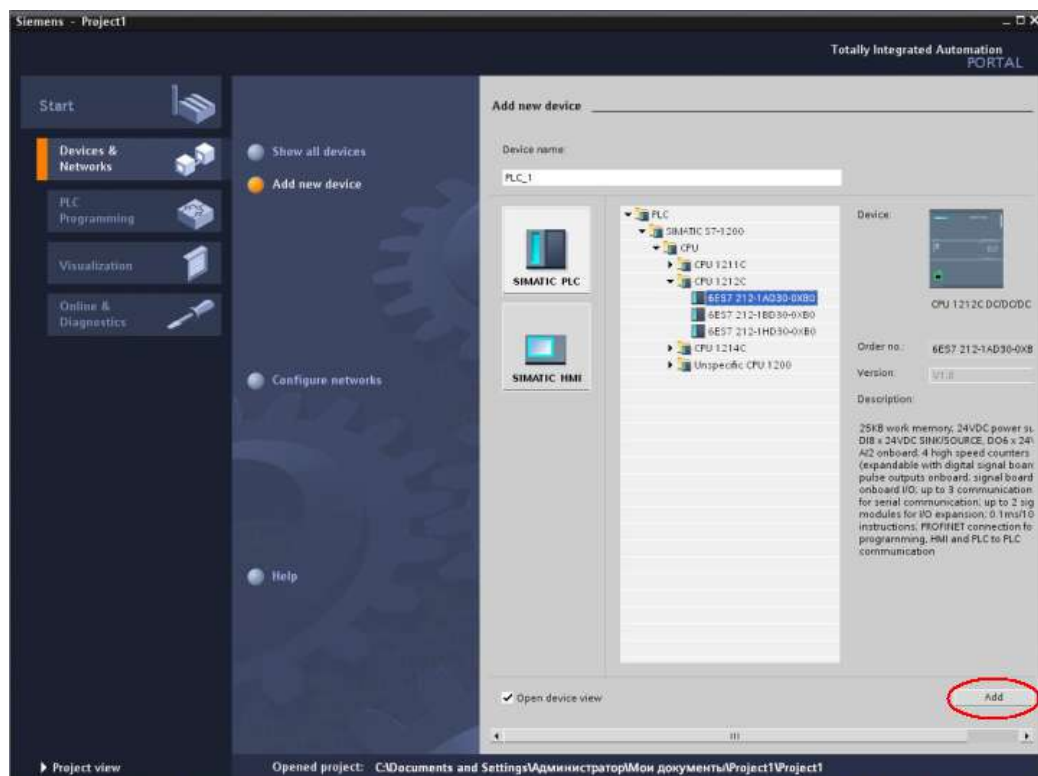 Siemens - Project1
Totally Integrated Automation
PORTAL
Start
Devices &
Networks
PLC
Programming
Visualization
Online &
Diagnostics
Show all devices
Add new device
Configure networks
Help
Add new device
Device name:
PLC_1
SIMATIC PLC
SIMATIC HMI
PLC
SIMATIC S7-1200
CPU
CPU 1211C
CPU 1212C
6ES7 212-1AD30-0XB0
6ES7 212-1BD30-0XB0
6ES7 212-1HD30-0XB0
CPU 1214C
Unspecific CPU 1200
Device:
CPU 1212C DC/DC/DC
Order no.:
6ES7 212-1AD30-0XB
Version:
V1.0
Description:
25KB work memory; 24VDC power su
DI8 x 24VDC SINK/SOURCE, DO6 x 24V
AI2 onboard; 4 high speed counters
(expandable with digital signal board
pulse outputs onboard; signal board
onboard I/O; up to 3 communication
for serial communication; up to 2 sig
modules for I/O expansion; 0.1ms/10
instructions; PROFINET connection fo
programming, HMI and PLC to PLC
communication
Open device view
Add
Project view
Opened project: C:\Documents and Settings\Администратор\Мои документы\Project1\Project1